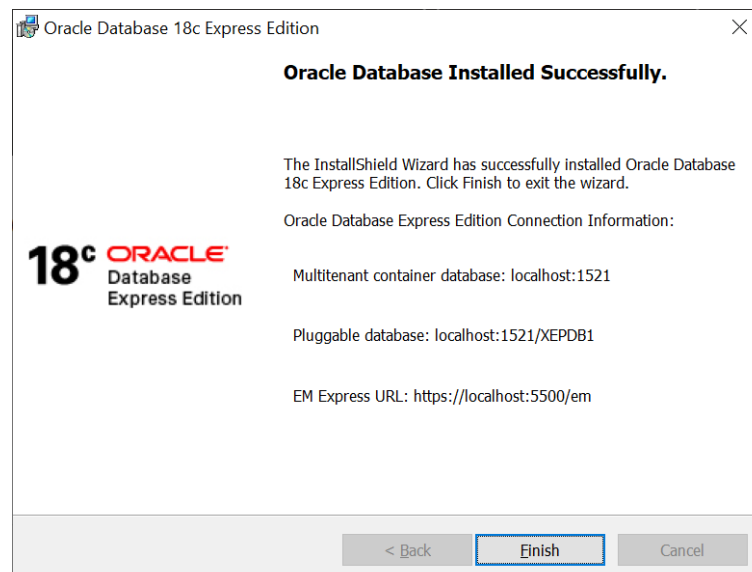 Oracle Database 18c Express Edition
Oracle Database Installed Successfully.
The InstallShield Wizard has successfully installed Oracle Database
18c Express Edition. Click Finish to exit the wizard.
Oracle Database Express Edition Connection Information:
18c ORACLE
Database
Express Edition
Multitenant container database: localhost:1521
Pluggable database: localhost:1521/XEPDB1
EM Express URL: https://localhost:5500/em
< Back Finish Cancel